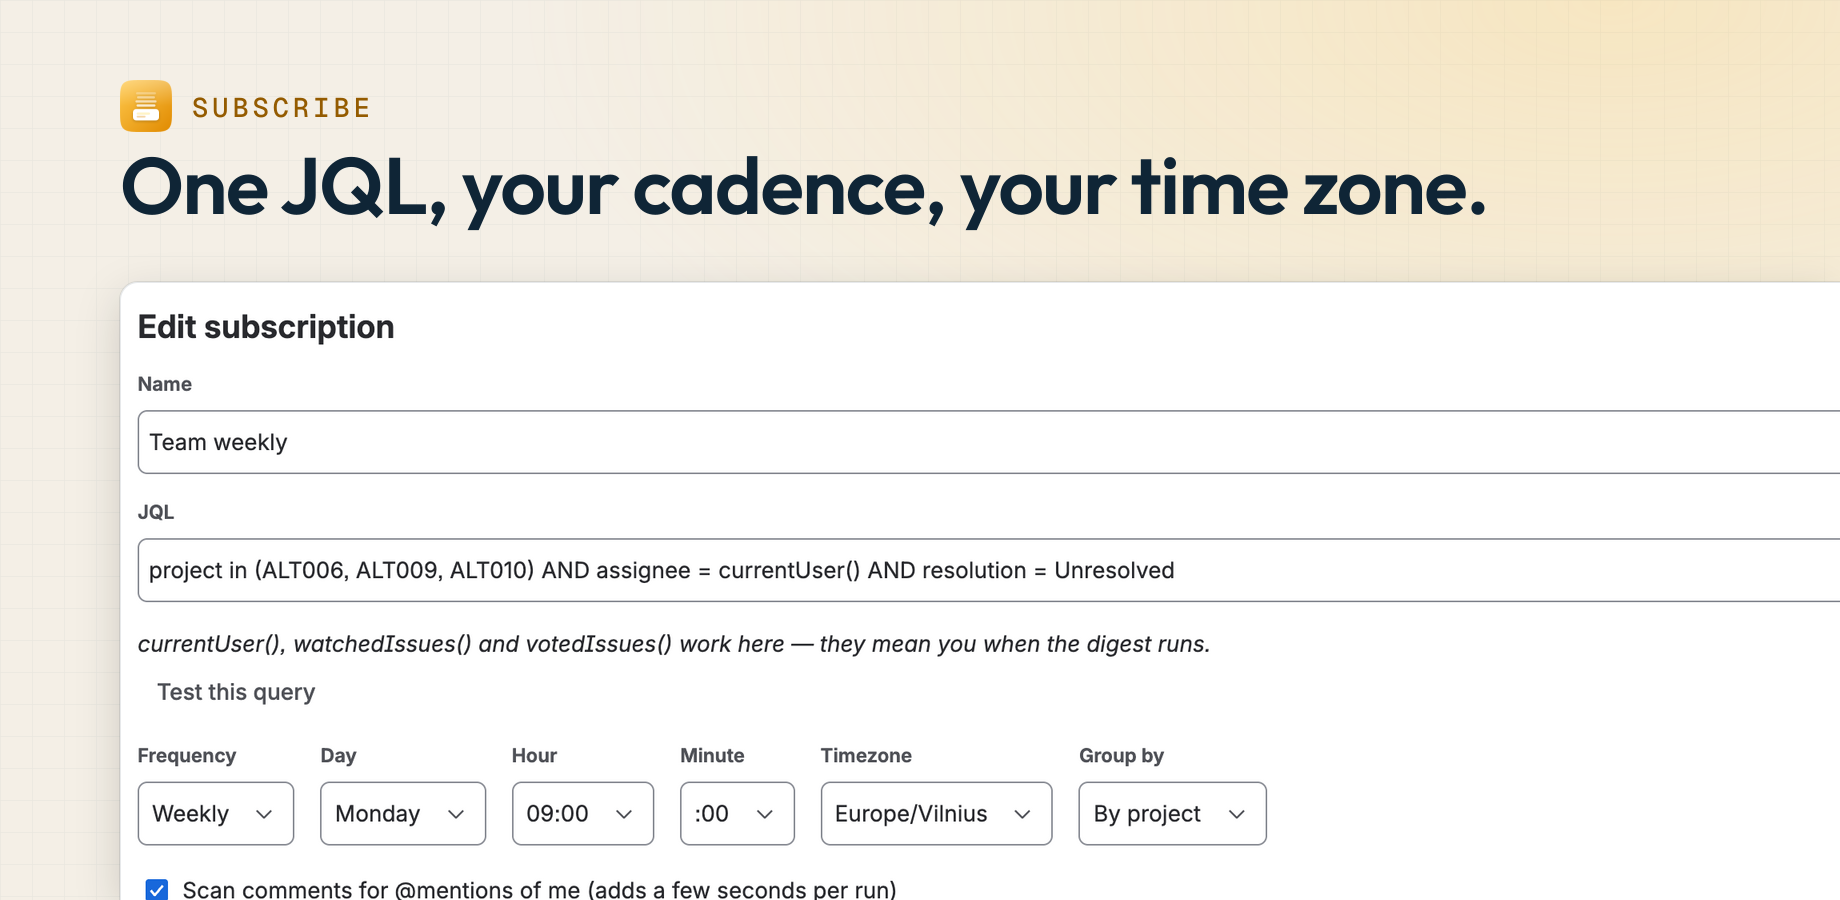 SUBSCRIBE
One JQL, your cadence, your time zone.
Edit subscription
Name
Team weekly
JQL
project in (ALT006, ALT009, ALT010) AND assignee = currentUser() AND resolution = Unresolved
currentUser(), watchedIssues() and votedIssues() work here — they mean you when the digest runs.
Test this query
Frequency Day Hour Minute Timezone Group by
Weekly Monday 09:00 :00 Europe/Vilnius By project
Scan comments for @mentions of me (adds a few seconds per run)